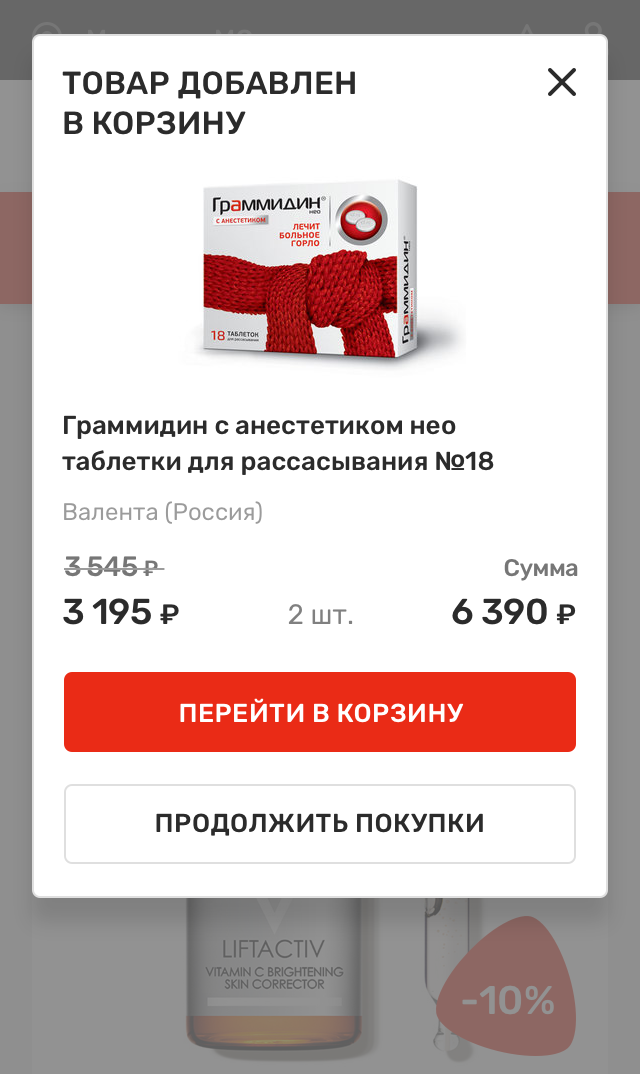 ТОВАР ДОБАВЛЕН
В КОРЗИНУ
Граммидин®
нео
С АНЕСТЕТИКОМ
ЛЕЧИТ
БОЛЬНОЕ
ГОРЛО
Граммидин
18 ТАБЛЕТОК
для рассасывания
Граммидин с анестетиком нео
таблетки для рассасывания №18
Валента (Россия)
3 545 ₽
Сумма
3 195 ₽
2 шт.
6 390 ₽
ПЕРЕЙТИ В КОРЗИНУ
ПРОДОЛЖИТЬ ПОКУПКИ
LIFTACTIV
VITAMIN C BRIGHTENING
SKIN CORRECTOR
-10%